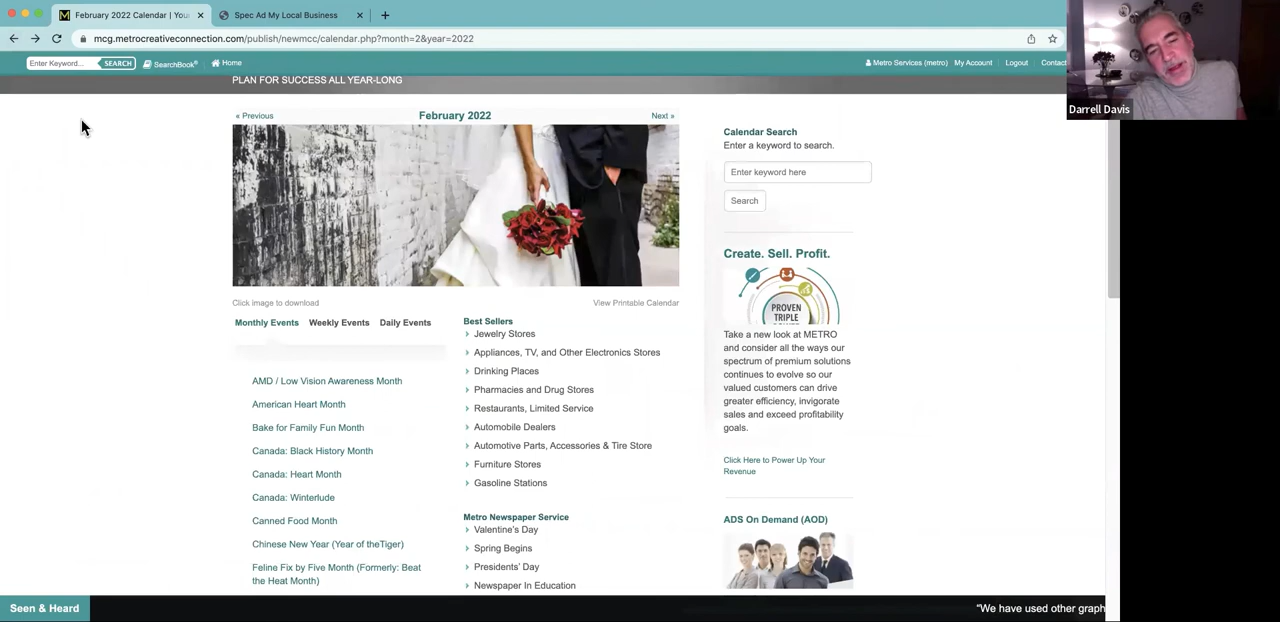 February 2022 Calendar | You
Spec Ad My Local Business
mcg.metrocreativeconnection.com/publish/newmcc/calendar.php?month=2&year=2022
Enter Keyword...
SEARCH
SearchBook®
Home
Metro Services (metro)
My Account
Logout
Contact
Darrell Davis
PLAN FOR SUCCESS ALL YEAR-LONG
« Previous
February 2022
Next »
Click image to download
View Printable Calendar
Monthly Events
Weekly Events
Daily Events
AMD / Low Vision Awareness Month
American Heart Month
Bake for Family Fun Month
Canada: Black History Month
Canada: Heart Month
Canada: Winterlude
Canned Food Month
Chinese New Year (Year of theTiger)
Feline Fix by Five Month (Formerly: Beat
the Heat Month)
Best Sellers
Jewelry Stores
Appliances, TV, and Other Electronics Stores
Drinking Places
Pharmacies and Drug Stores
Restaurants, Limited Service
Automobile Dealers
Automotive Parts, Accessories & Tire Store
Furniture Stores
Gasoline Stations
Metro Newspaper Service
Valentine's Day
Spring Begins
Presidents' Day
Newspaper In Education
Calendar Search
Enter a keyword to search.
Enter keyword here
Search
Create. Sell. Profit.
PROVEN
TRIPLE
Take a new look at METRO
and consider all the ways our
spectrum of premium solutions
continues to evolve so our
valued customers can drive
greater efficiency, invigorate
sales and exceed profitability
goals.
Click Here to Power Up Your
Revenue
ADS On Demand (AOD)
Seen & Heard
"We have used other graph